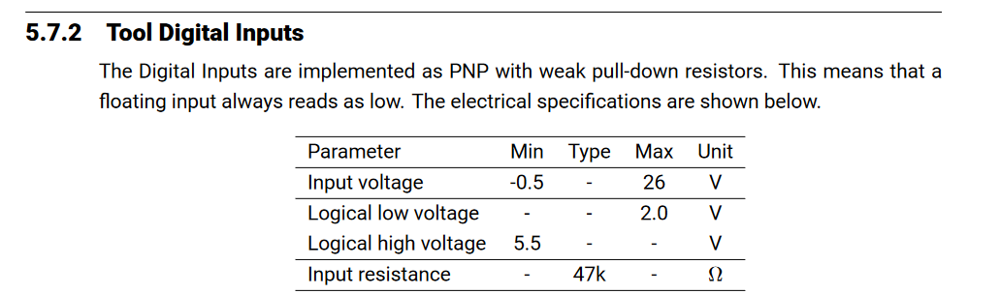 5.7.2 Tool Digital Inputs
The Digital Inputs are implemented as PNP with weak pull-down resistors. This means that a
floating input always reads as low. The electrical specifications are shown below.
Parameter Min Type Max Unit
Input voltage -0.5 - 26 V
Logical low voltage - - 2.0 V
Logical high voltage 5.5 - - V
Input resistance - 47k - Ω